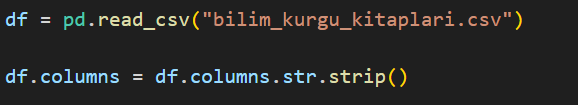 df = pd.read_csv("bilim_kurgu_kitaplari.csv")
df.columns = df.columns.str.strip()